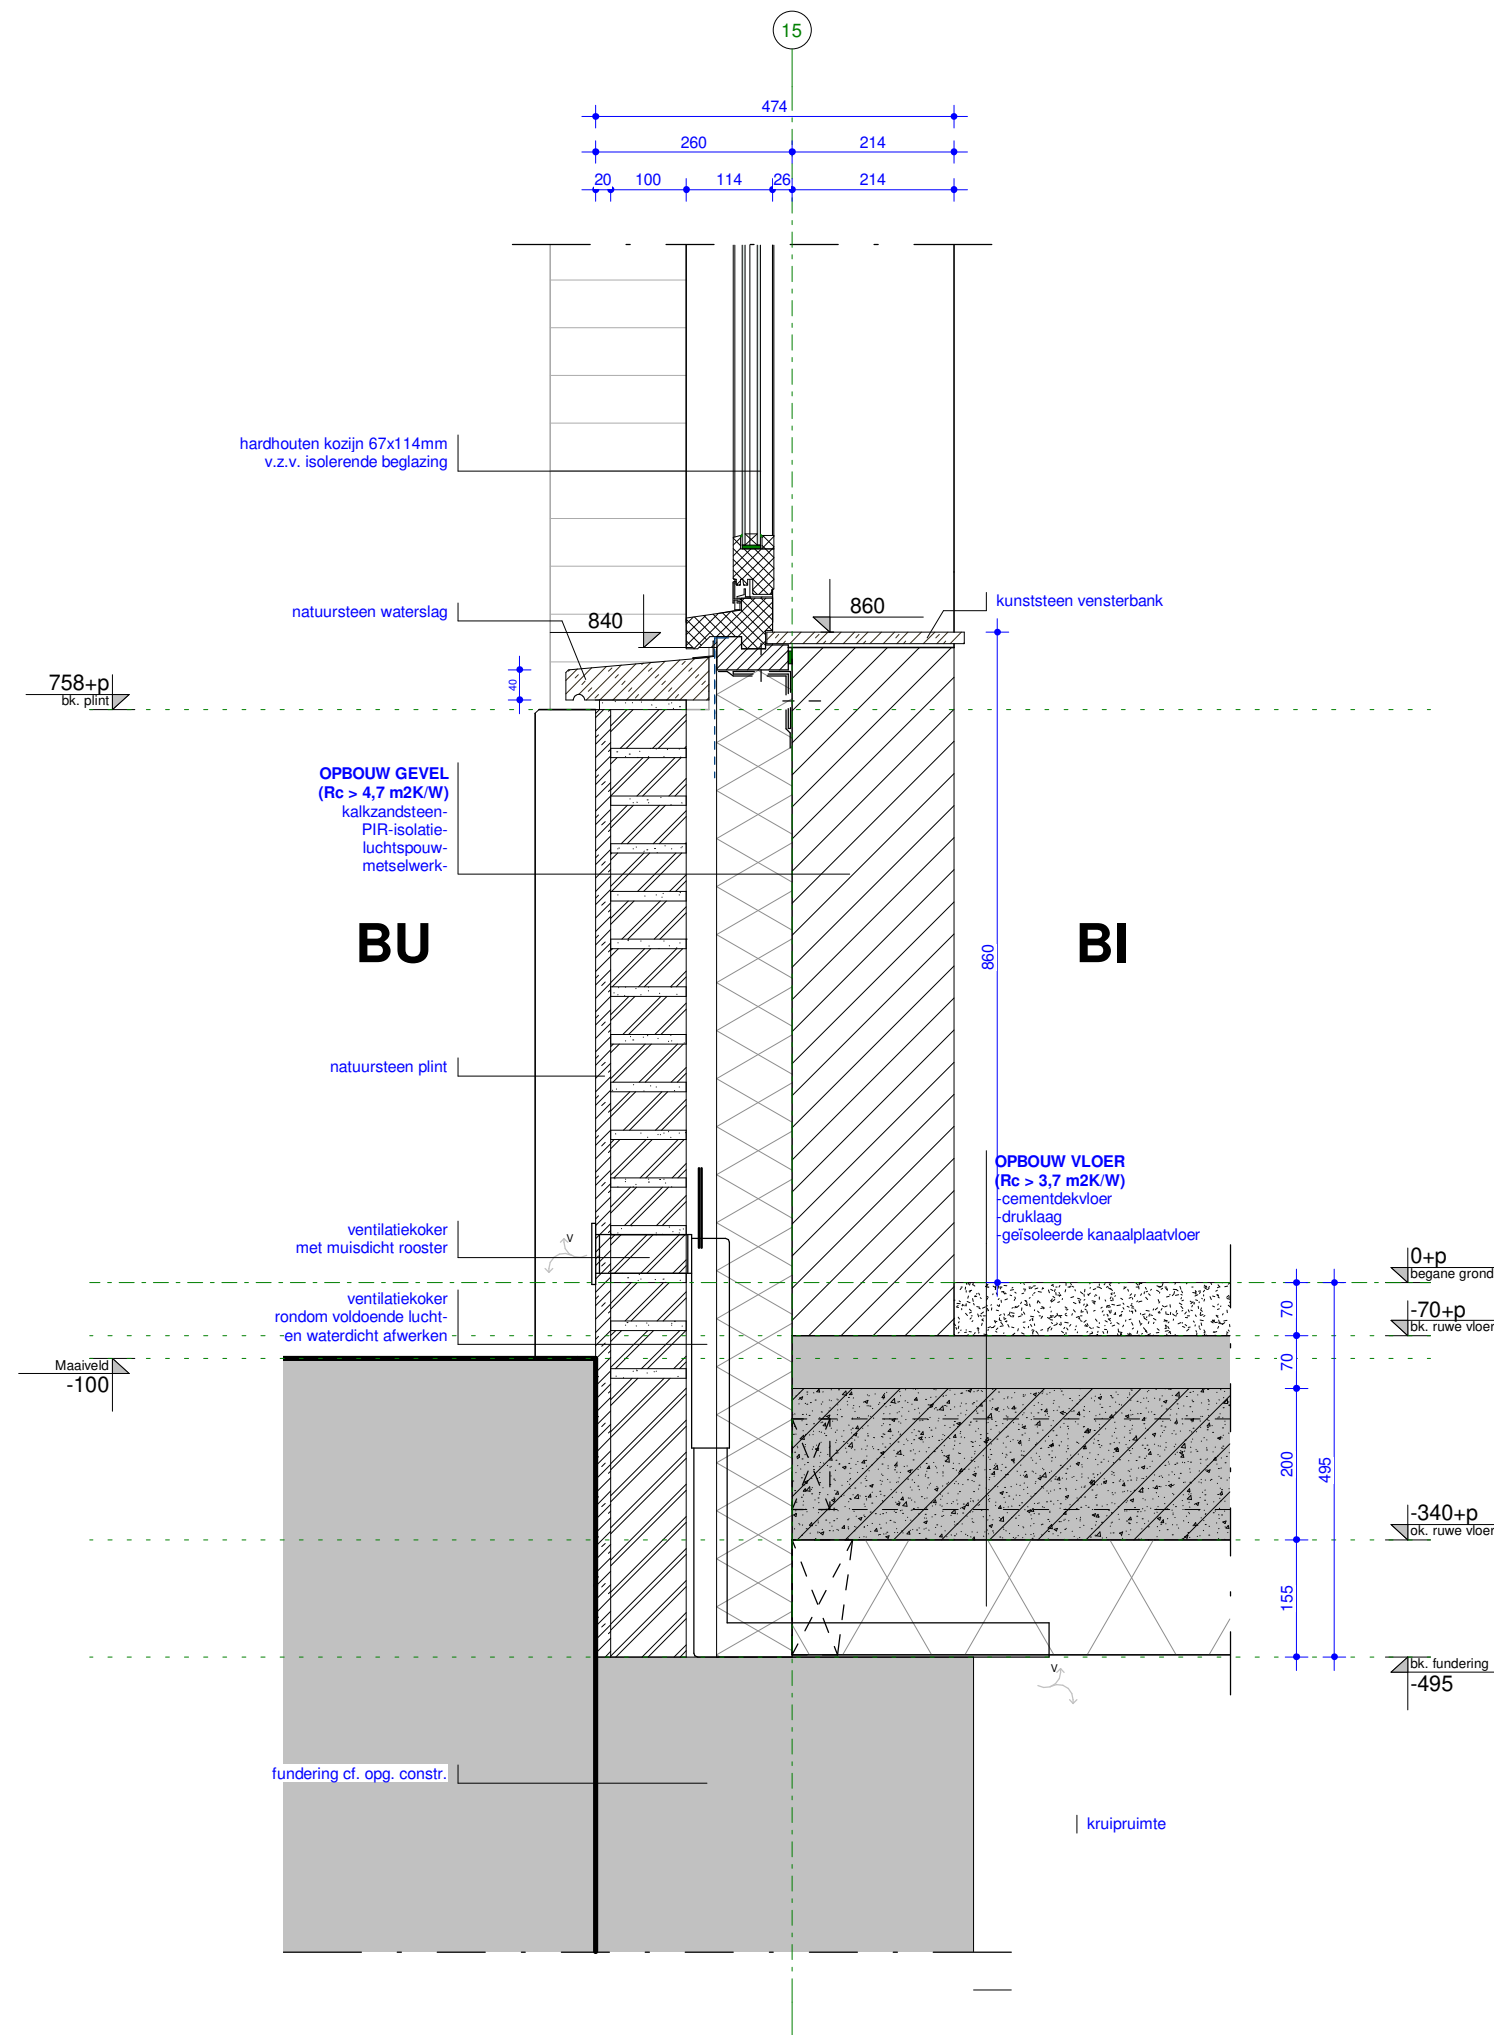 15
474
260
214
20
100
114
26
214
hardhouten kozijn 67x114mm
v.z.v. isolerende beglazing
natuursteen waterslag
840
860
kunststeen vensterbank
758+p
bk. plint
40
OPBOUW GEVEL
(Rc > 4,7 m2K/W)
kalkzandsteen-
PIR-isolatie-
luchtspouw-
metselwerk-
BU
BI
860
natuursteen plint
OPBOUW VLOER
(Rc > 3,7 m2K/W)
-cementdekvloer
-druklaag
-geïsoleerde kanaalplaatvloer
ventilatiekoker
met muisdicht rooster
v
0+p
begane grond
ventilatiekoker
rondom voldoende lucht-
en waterdicht afwerken
70
-70+p
bk. ruwe vloer
Maaiveld
-100
70
200
495
-340+p
ok. ruwe vloer
155
v
bk. fundering
-495
fundering cf. opg. constr.
kruipruimte